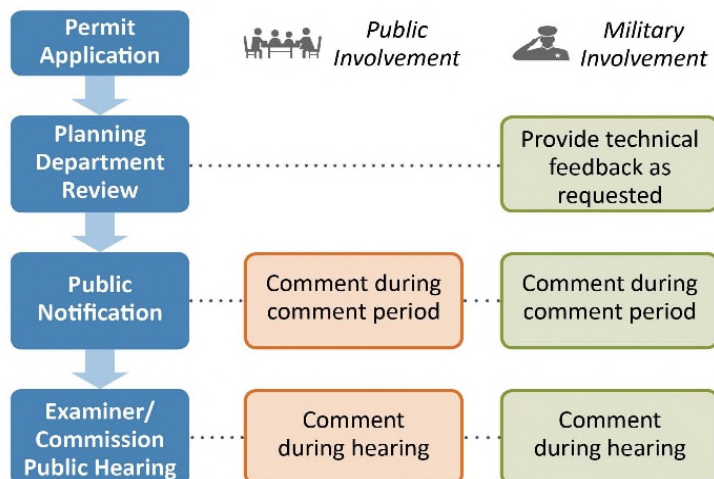 Permit
Application
Public
Involvement
Military
Involvement
Planning
Department
Review
Provide technical
feedback as
requested
Public
Notification
Comment during
comment period
Comment during
comment period
Examiner/
Commission
Public Hearing
Comment
during hearing
Comment
during hearing